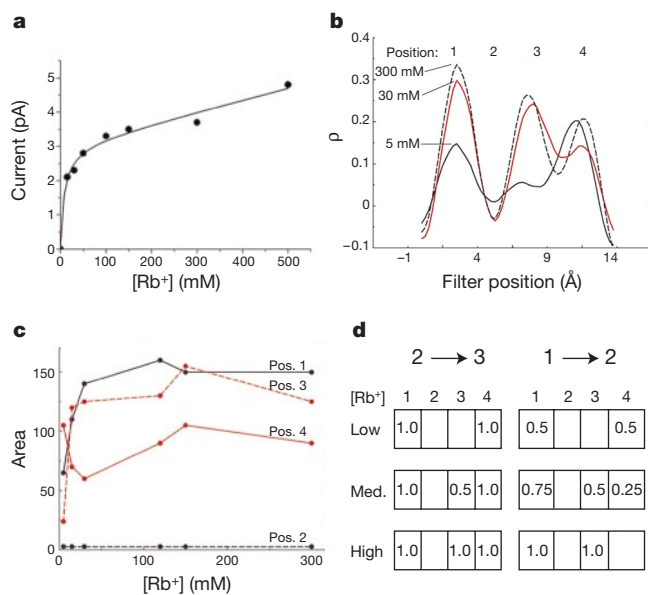 a
5
4
3
2
1
0
Current (pA)
0 100 200 300 400 500
[Rb⁺] (mM)
b
Position: 1 2 3 4
0.4
0.3
0.2
0.1
0
−0.1
ρ
300 mM
30 mM
5 mM
−1 4 9 14
Filter position (Å)
c
150
100
50
0
Area
Pos. 1
Pos. 3
Pos. 4
Pos. 2
0 100 200 300
[Rb⁺] (mM)
d
2 → 3 1 → 2
[Rb⁺] 1 2 3 4 1 2 3 4
Low 1.0 1.0 0.5 0.5
Med. 1.0 0.5 1.0 0.75 0.5 0.25
High 1.0 1.0 1.0 1.0 1.0